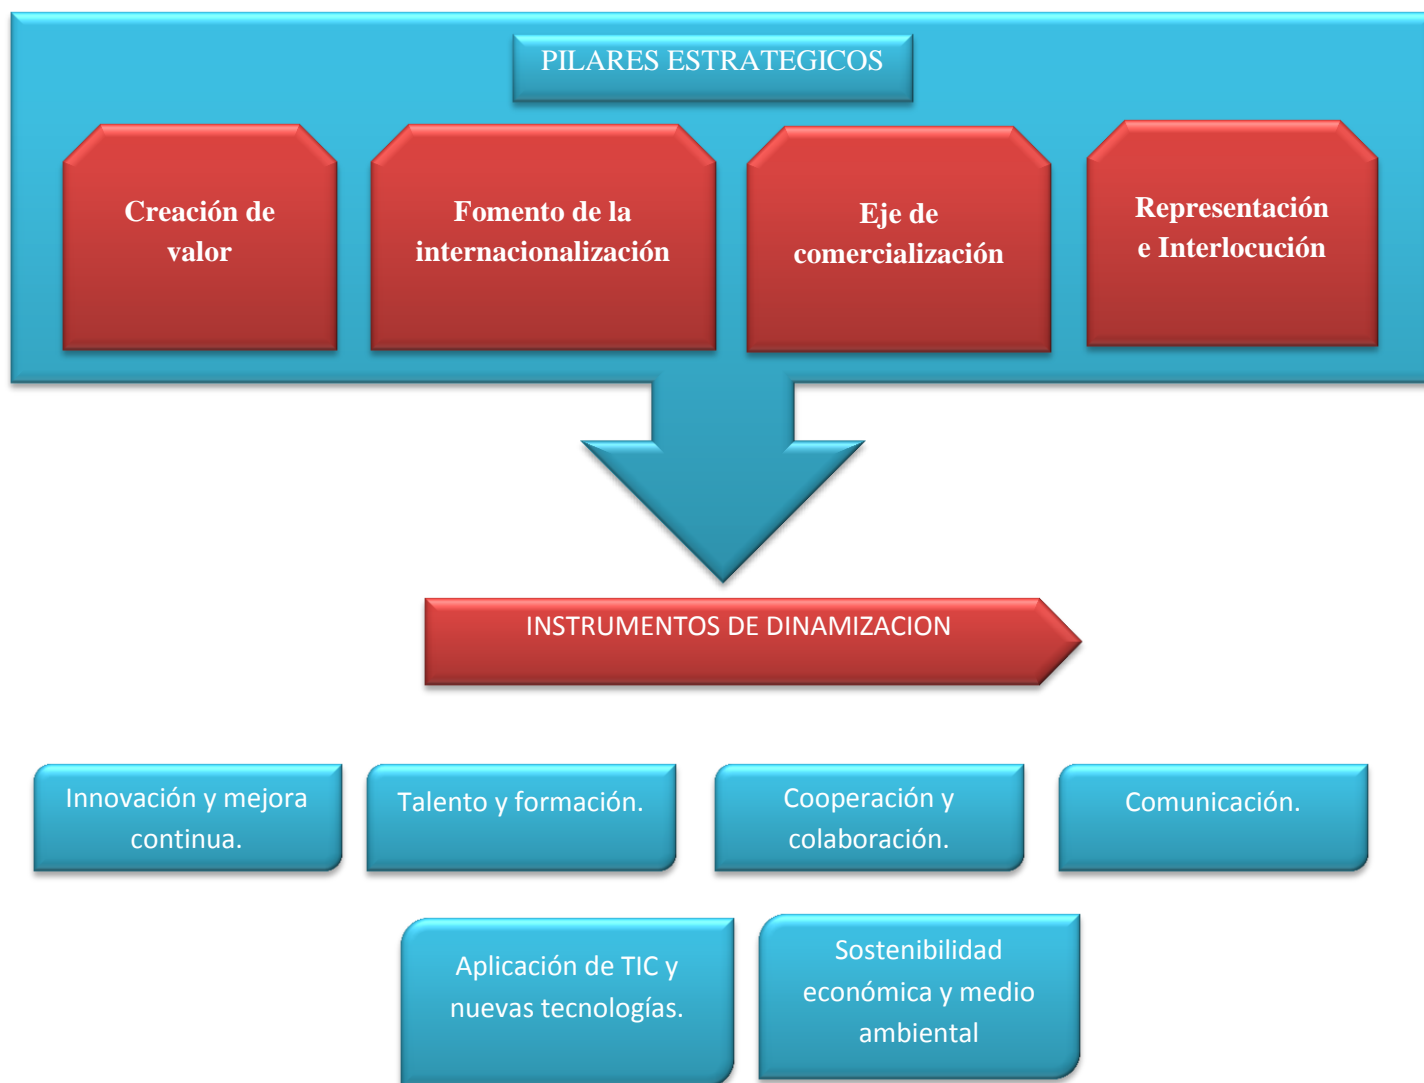 PILARES ESTRATEGICOS
Creación de
valor
Fomento de la
internacionalización
Eje de
comercialización
Representación
e Interlocución
INSTRUMENTOS DE DINAMIZACION
Innovación y mejora
continua.
Talento y formación.
Cooperación y
colaboración.
Comunicación.
Aplicación de TIC y
nuevas tecnologías.
Sostenibilidad
económica y medio
ambiental